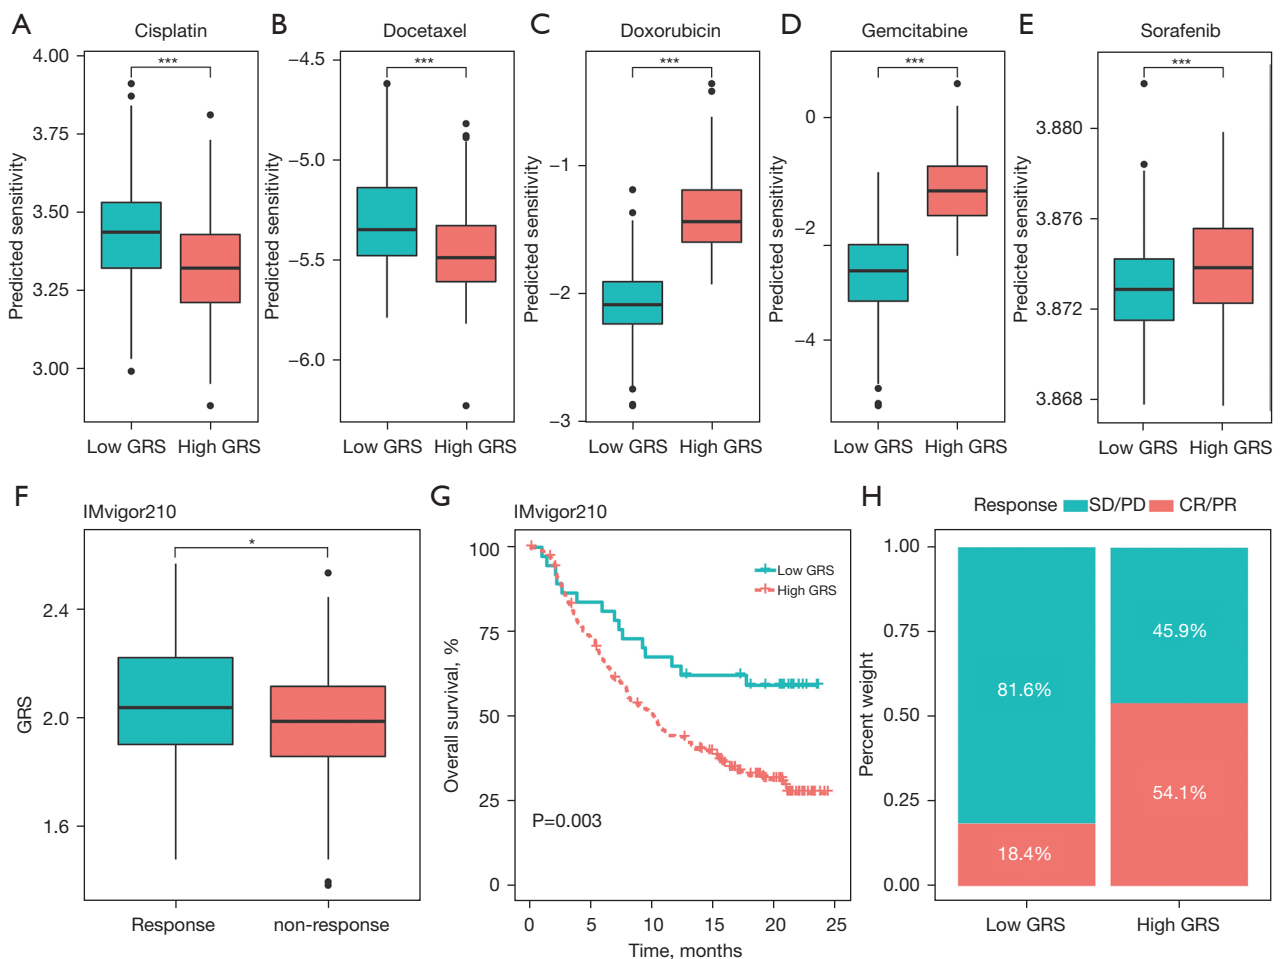 A
Cisplatin
4.00
3.75
3.50
3.25
3.00
Predicted sensitivity
***
Low GRS High GRS
B
Docetaxel
−4.5
−5.0
−5.5
−6.0
Predicted sensitivity
***
Low GRS High GRS
C
Doxorubicin
−1
−2
−3
Predicted sensitivity
***
Low GRS High GRS
D
Gemcitabine
0
−2
−4
Predicted sensitivity
***
Low GRS High GRS
E
Sorafenib
3.880
3.876
3.872
3.868
Predicted sensitivity
***
Low GRS High GRS
F
IMvigor210
2.4
2.0
1.6
GRS
*
Response non-response
G
IMvigor210
100
75
50
25
0
Overall survival, %
Low GRS
High GRS
P=0.003
0 5 10 15 20 25
Time, months
H
Response SD/PD CR/PR
1.00
0.75
0.50
0.25
0.00
Percent weight
81.6%
18.4%
45.9%
54.1%
Low GRS High GRS